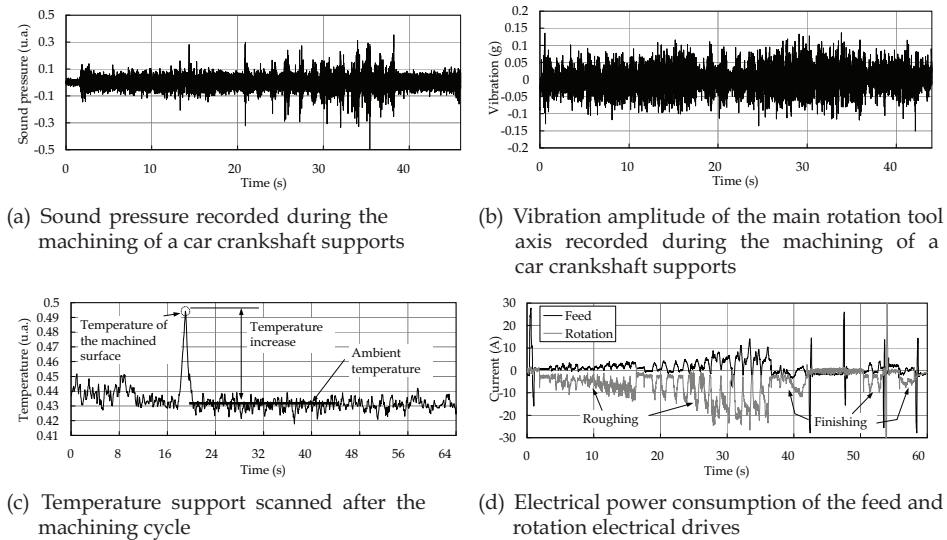 0.5
0.3
0.1
-0.1
-0.3
-0.5
Sound pressure (u.a.)
0 10 20 30 40
Time (s)
(a) Sound pressure recorded during the
machining of a car crankshaft supports
0.2
0.15
0.10
0.05
0
-0.05
-0.1
-0.15
0.2
Vibration (g)
0 10 20 30 40
Time (s)
(b) Vibration amplitude of the main rotation tool
axis recorded during the machining of a
car crankshaft supports
0.5
0.49
0.47
0.45
0.44
0.43
0.41
Temperature (u.a.)
Temperature of
the machined
surface
Temperature
increase
Ambient
temperature
0 8 16 24 32 40 48 56 64
Time (s)
(c) Temperature support scanned after the
machining cycle
30
20
10
0
-10
-20
-30
Current (A)
Feed
Rotation
Roughing
Finishing
0 10 20 30 40 50 60
Time (s)
(d) Electrical power consumption of the feed and
rotation electrical drives